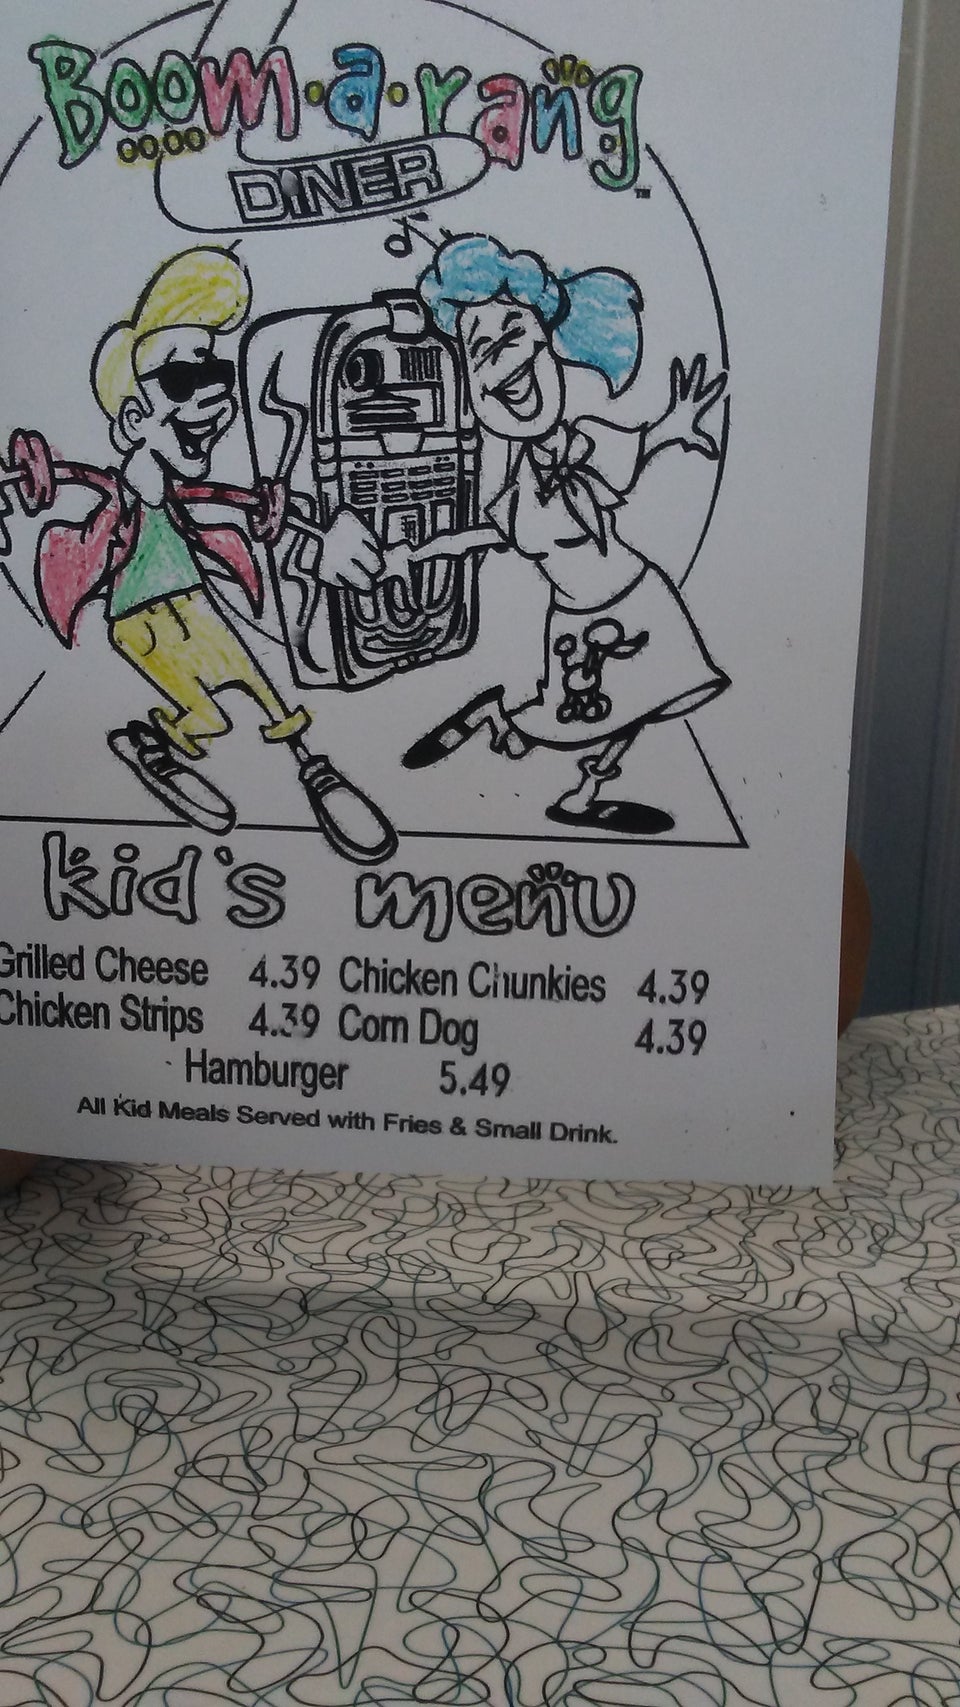 Boom·a·rang
DINER
TM
kid's menu
Grilled Cheese 4.39 Chicken Chunkies 4.39
Chicken Strips 4.39 Corn Dog 4.39
Hamburger 5.49
All Kid Meals Served with Fries & Small Drink.